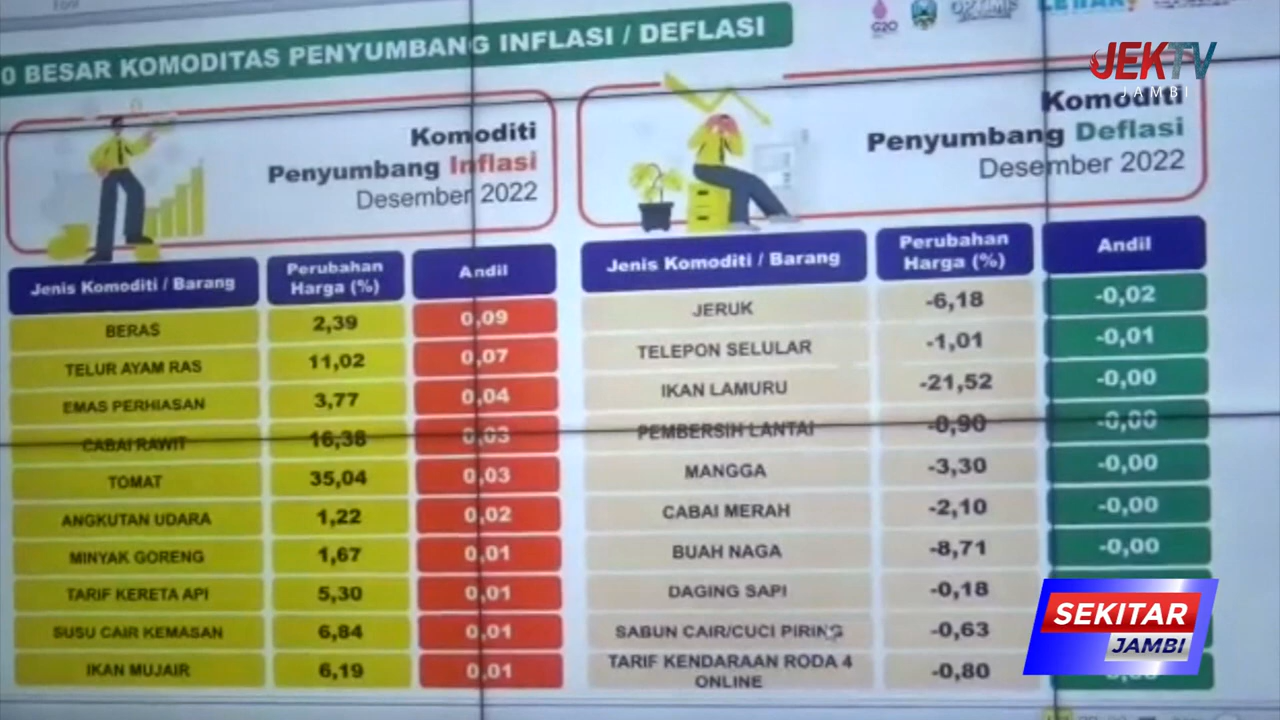 0 BESAR KOMODITAS PENYUMBANG INFLASI / DEFLASI
G20
OPTIMIS
JEKTV
JAMBI
Komoditi
Penyumbang Inflasi
Desember 2022
Komoditi
Penyumbang Deflasi
Desember 2022
Jenis Komoditi / Barang Perubahan Harga (%) Andil
BERAS 2,39 0,09
TELUR AYAM RAS 11,02 0,07
EMAS PERHIASAN 3,77 0,04
CABAI RAWIT 16,38 0,03
TOMAT 35,04 0,03
ANGKUTAN UDARA 1,22 0,02
MINYAK GORENG 1,67 0,01
TARIF KERETA API 5,30 0,01
SUSU CAIR KEMASAN 6,84 0,01
IKAN MUJAIR 6,19 0,01
Jenis Komoditi / Barang Perubahan Harga (%) Andil
JERUK -6,18 -0,02
TELEPON SELULAR -1,01 -0,01
IKAN LAMURU -21,52 -0,00
PEMBERSIH LANTAI -0,90 -0,00
MANGGA -3,30 -0,00
CABAI MERAH -2,10 -0,00
BUAH NAGA -8,71 -0,00
DAGING SAPI -0,18
SABUN CAIR/CUCI PIRING -0,63
TARIF KENDARAAN RODA 4
ONLINE -0,80
SEKITAR
JAMBI